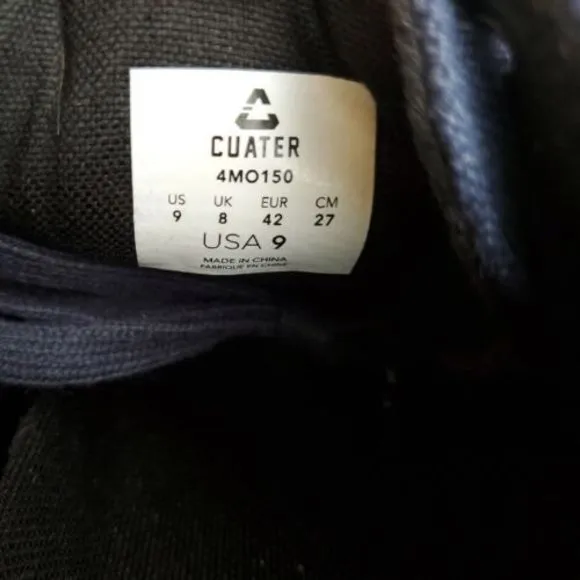 CUATER
4MO150
US UK EUR CM
9 8 42 27
USA 9
MADE IN CHINA
FABRIQUE EN CHINE